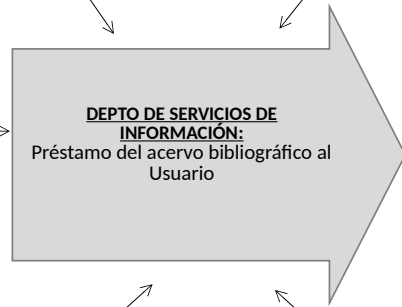 DEPTO DE SERVICIOS DE
INFORMACIÓN:
Préstamo del acervo bibliográfico al
Usuario